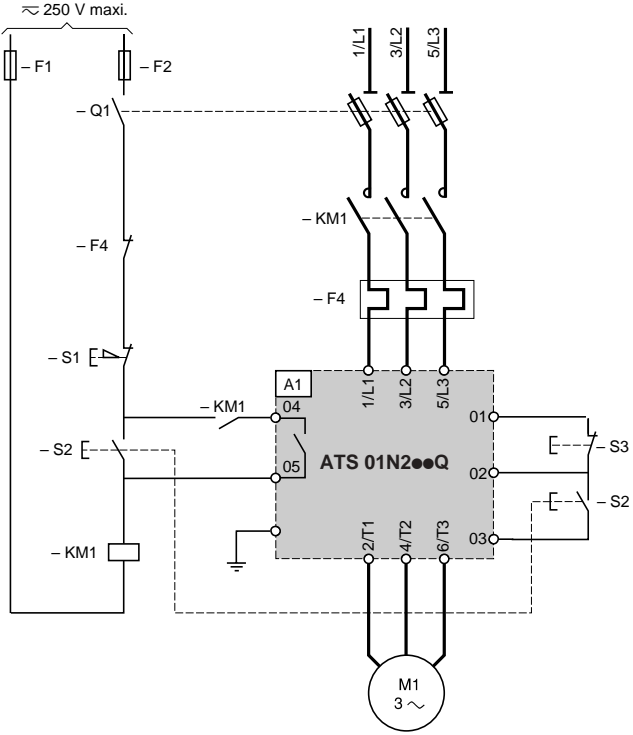 ⎓ 250 V maxi.
1/L1
3/L2
5/L3
– F1
– F2
– Q1
– KM1
– F4
– F4
– S1
A1
1/L1
3/L2
5/L3
– KM1
04
01
– S2
– S3
05
ATS 01N2●●Q
02
– S2
– KM1
2/T1
4/T2
6/T3
03
M1
3 ∼